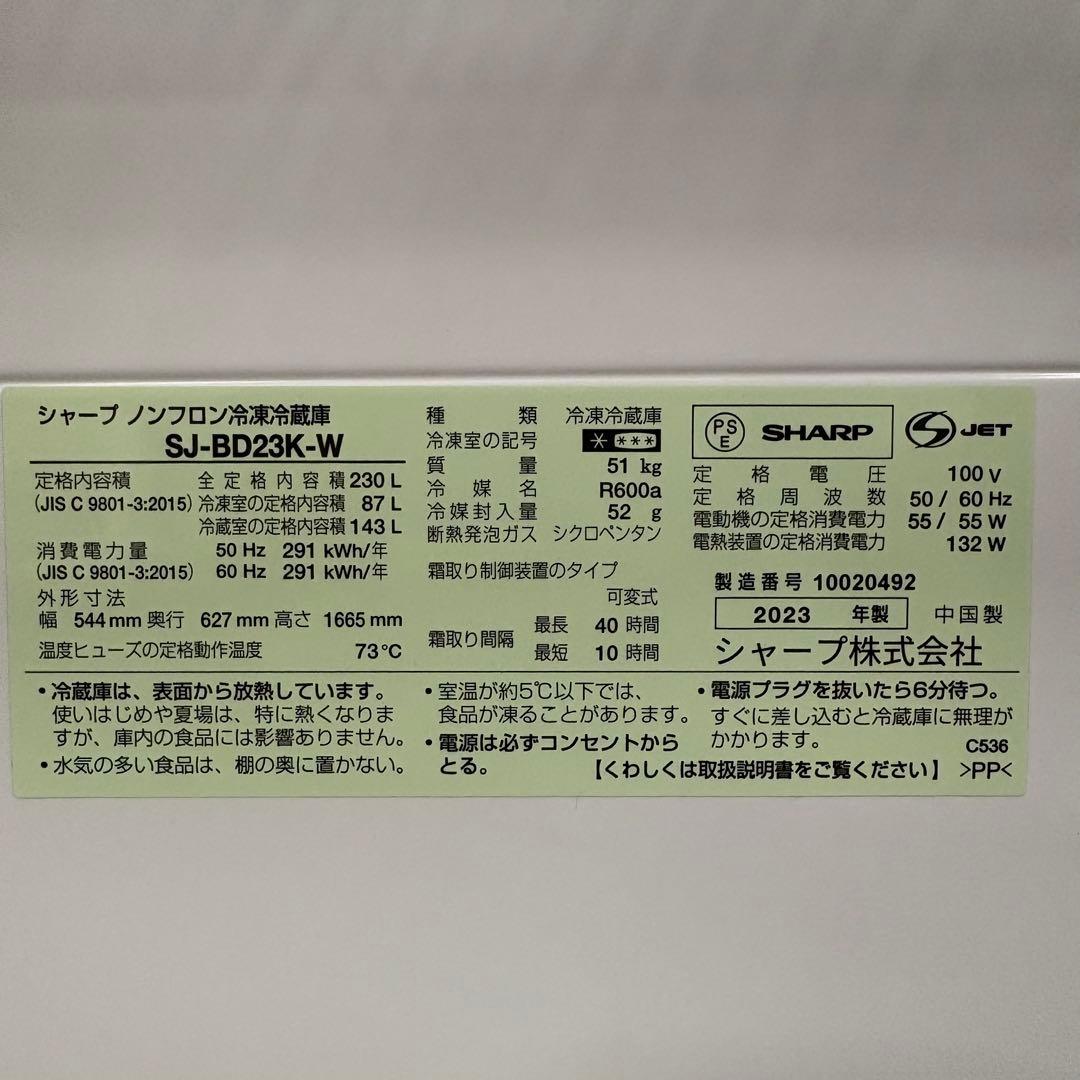 シャープ ノンフロン冷凍冷蔵庫
SJ-BD23K-W
定格内容積 全定格内容積 230 L
(JIS C 9801-3:2015) 冷凍室の定格内容積 87 L
冷蔵室の定格内容積 143 L
消費電力量 50 Hz 291 kWh/年
(JIS C 9801-3:2015) 60 Hz 291 kWh/年
外形寸法
幅 544 mm 奥行 627 mm 高さ 1665 mm
温度ヒューズの定格動作温度 73℃
種類 冷凍冷蔵庫
冷凍室の記号 * ***
質量 51 kg
冷媒名 R600a
冷媒封入量 52 g
断熱発泡ガス シクロペンタン
霜取り制御装置のタイプ
可変式
霜取り間隔 最長 40 時間
最短 10 時間
PS E SHARP JET
定格電圧 100 V
定格周波数 50 / 60 Hz
電動機の定格消費電力 55 / 55 W
電熱装置の定格消費電力 132 W
製造番号 10020492
2023 年製 中国製
シャープ株式会社
・冷蔵庫は、表面から放熱しています。
使いはじめや夏場は、特に熱くなりま
すが、庫内の食品には影響ありません。
・水気の多い食品は、棚の奥に置かない。
・室温が約5℃以下では、
食品が凍ることがあります。
・電源は必ずコンセントから
とる。
・電源プラグを抜いたら6分待つ。
すぐに差し込むと冷蔵庫に無理が
かかります。 C536
【くわしくは取扱説明書をご覧ください】 >PP<